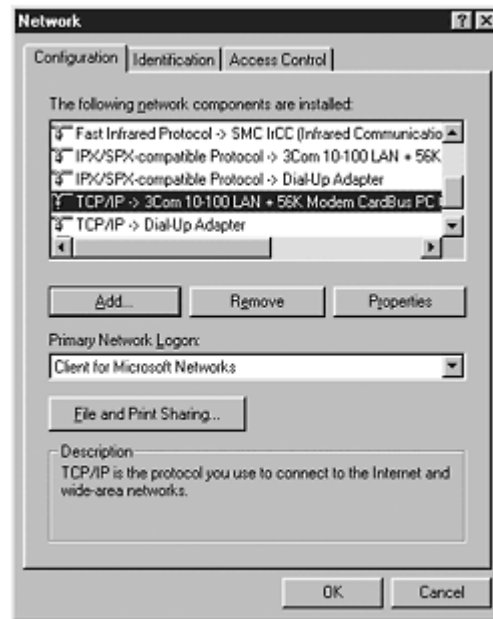 Network
Configuration Identification Access Control
The following network components are installed:
Fast Infrared Protocol -> SMC IrCC (Infrared Communicatio
IPX/SPX-compatible Protocol -> 3Com 10-100 LAN + 56K
IPX/SPX-compatible Protocol -> Dial-Up Adapter
TCP/IP -> 3Com 10-100 LAN + 56K Modem CardBus PC
TCP/IP -> Dial-Up Adapter
Add... Remove Properties
Primary Network Logon:
Client for Microsoft Networks
File and Print Sharing...
Description
TCP/IP is the protocol you use to connect to the Internet and
wide-area networks.
OK Cancel